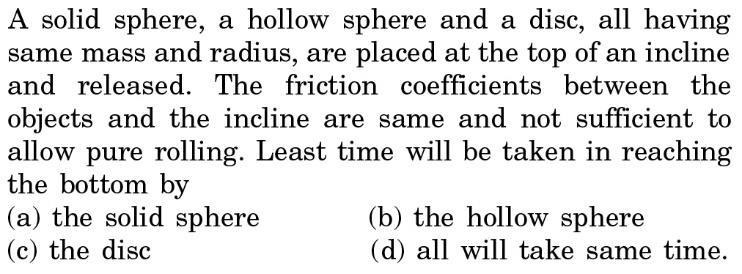 A solid sphere, a hollow sphere and a disc, all having
same mass and radius, are placed at the top of an incline
and released. The friction coefficients between the
objects and the incline are same and not sufficient to
allow pure rolling. Least time will be taken in reaching
the bottom by
(a) the solid sphere (b) the hollow sphere
(c) the disc (d) all will take same time.